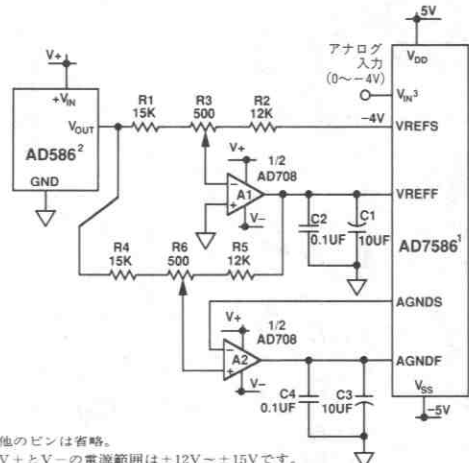 5V
V+
アナログ
入力
(0～−4V)
VDD
+VIN
R1
15K
R3
500
R2
12K
VIN³
VOUT
−4V
VREFS
AD586²
GND
V+
1/2
AD708
A1
V−
VREFF
C2
0.1UF
C1
10UF
AD7586¹
R4
15K
R6
500
R5
12K
AGNDS
V+
1/2
AD708
A2
V−
AGNDF
C4
0.1UF
C3
10UF
VSS
−5V
他のピンは省略。
V+とV−の電源範囲は+12V～+15Vです。